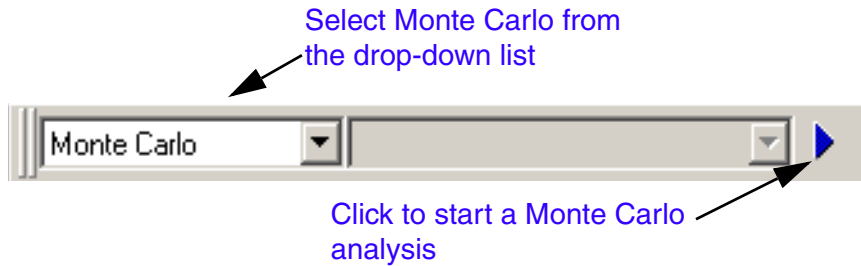 Select Monte Carlo from
the drop-down list
Monte Carlo
Click to start a Monte Carlo
analysis